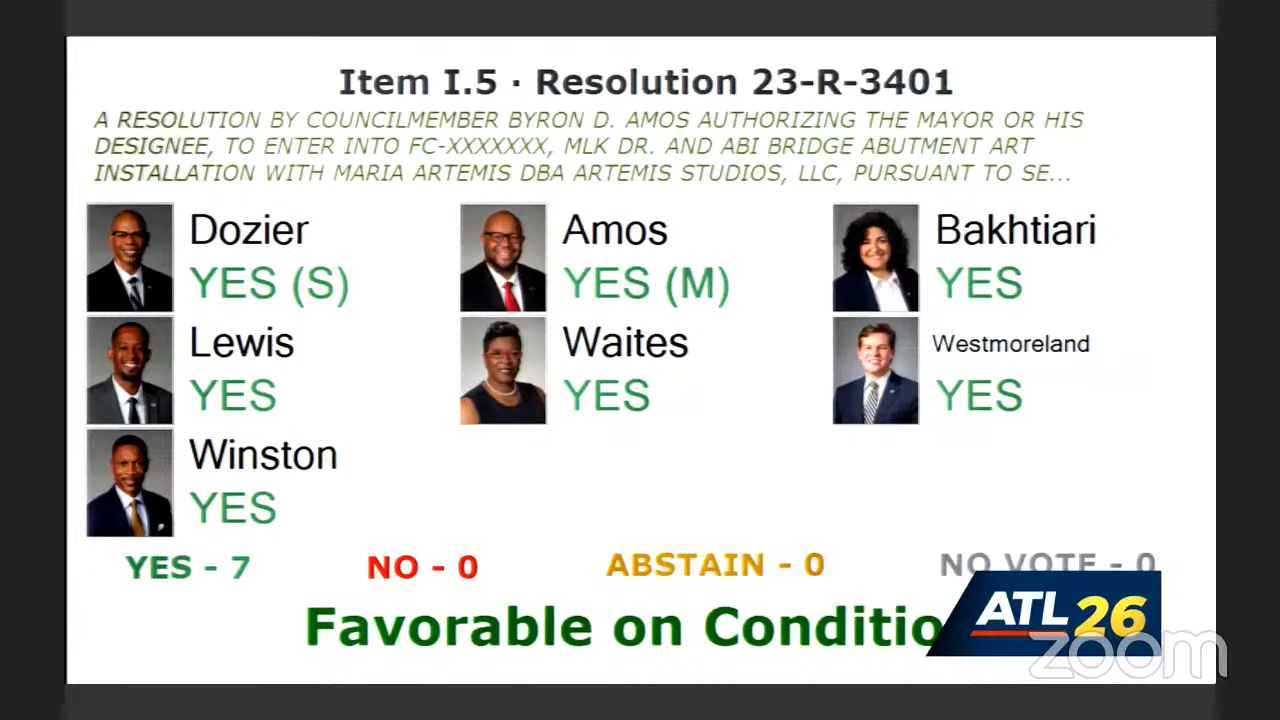 Item I.5 · Resolution 23-R-3401
A RESOLUTION BY COUNCILMEMBER BYRON D. AMOS AUTHORIZING THE MAYOR OR HIS
DESIGNEE, TO ENTER INTO FC-XXXXXXX, MLK DR. AND ABI BRIDGE ABUTMENT ART
INSTALLATION WITH MARIA ARTEMIS DBA ARTEMIS STUDIOS, LLC, PURSUANT TO SE...
Dozier
YES (S)
Amos
YES (M)
Bakhtiari
YES
Lewis
YES
Waites
YES
Westmoreland
YES
Winston
YES
YES - 7 NO - 0 ABSTAIN - 0 NO VOTE - 0
Favorable on Conditio
ATL 26
zoom